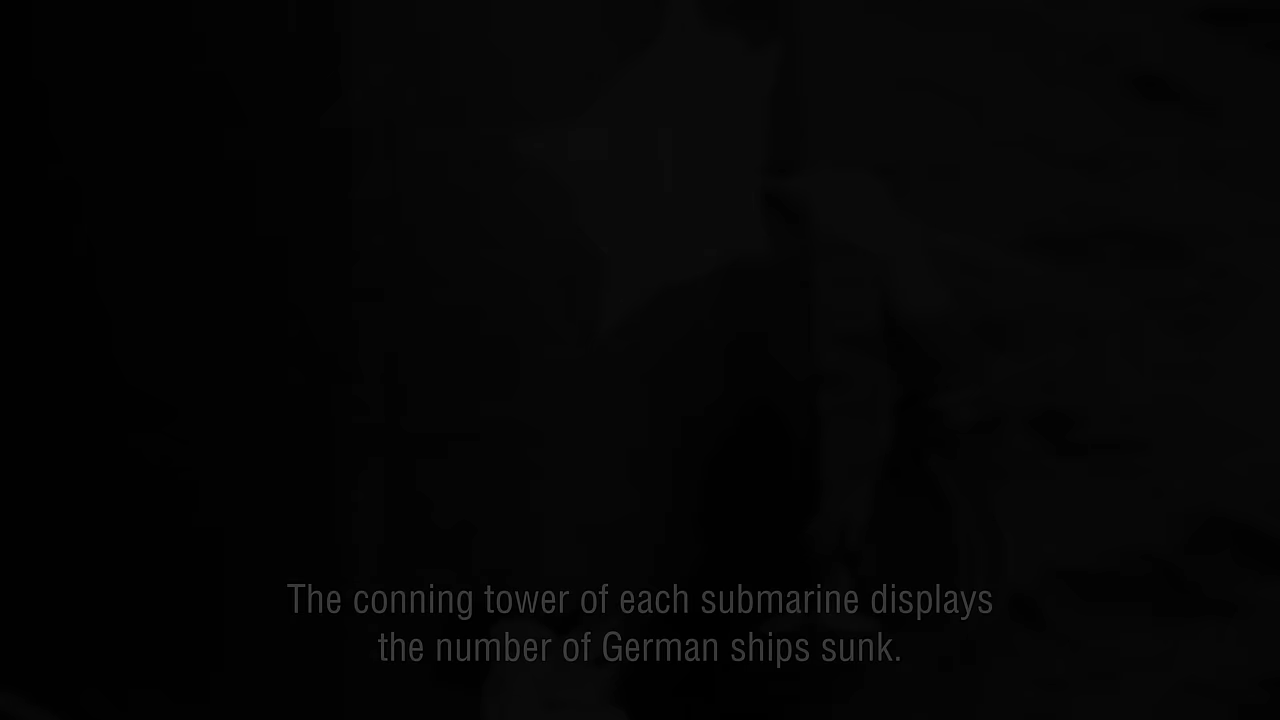 The conning tower of each submarine displays
the number of German ships sunk.